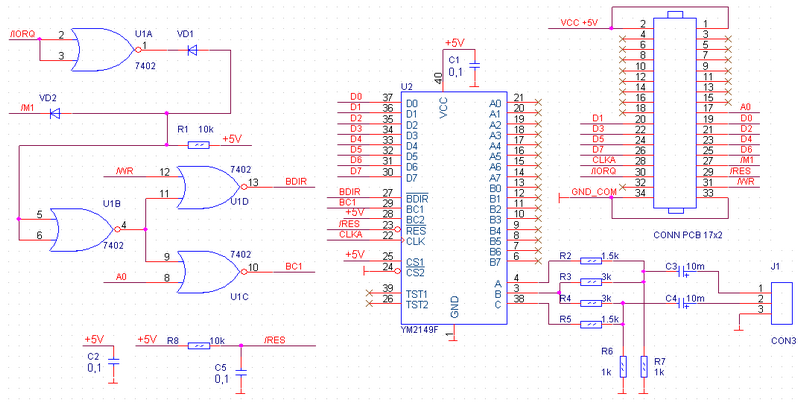 /IORQ
2
3
U1A
1
7402
VD1
/M1
VD2
R1 10k
+5V
/WR
12
11
7402
13
BDIR
U1D
5
6
U1B
4
7402
A0
9
8
7402
10
BC1
U1C
+5V
C2
0,1
+5V
R8
10k
/RES
C5
0,1
+5V
C1
0,1
40
U2
VCC
D0 37 D0
D1 36 D1
D2 35 D2
D3 34 D3
D4 33 D4
D5 32 D5
D6 31 D6
D7 30 D7
BDIR 27 BDIR
BC1 29 BC1
+5V 28 BC2
/RES 23 RES
CLKA 22 CLK
+5V 25 CS1
24 CS2
39 TST1
26 TST2
A0 21
A1 20
A2 19
A3 18
A4 17
A5 16
A6 15
A7 14
B0 13
B1 12
B2 11
B3 10
B4 9
B5 8
B6 7
B7 6
A 4
B 3
C 38
GND
1
YM2149F
VCC +5V
2 1
4 3
6 5
8 7
10 9
12 11
14 13
16 15
18 17 A0
D1 20 19 D0
D3 22 21 D2
D5 24 23 D4
D7 26 25 D6
CLKA 28 27 /M1
/IORQ 30 29 /RES
32 31 /WR
GND_COM 34 33
CONN PCB 17x2
R2 1.5k
R3 3k
R4 3k
R5 1.5k
R6
1k
R7
1k
C3 10m
C4 10m
J1
1
2
3
CON3